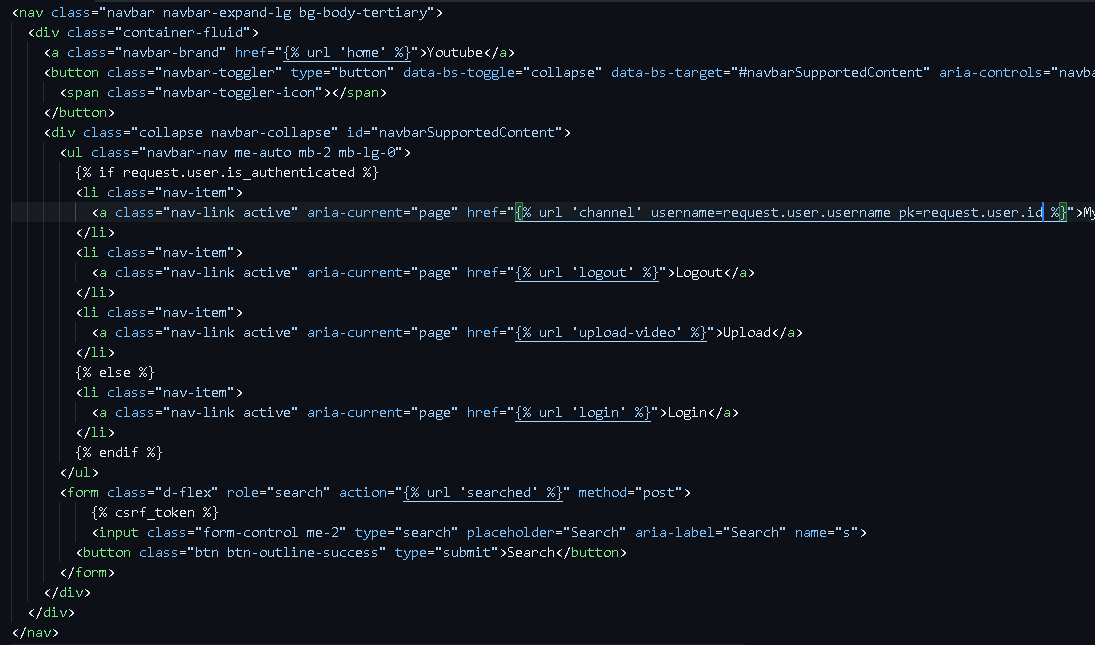 <nav class="navbar navbar-expand-lg bg-body-tertiary">
<div class="container-fluid">
<a class="navbar-brand" href="{% url 'home' %}">Youtube</a>
<button class="navbar-toggler" type="button" data-bs-toggle="collapse" data-bs-target="#navbarSupportedContent" aria-controls="navba
<span class="navbar-toggler-icon"></span>
</button>
<div class="collapse navbar-collapse" id="navbarSupportedContent">
<ul class="navbar-nav me-auto mb-2 mb-lg-0">
{% if request.user.is_authenticated %}
<li class="nav-item">
<a class="nav-link active" aria-current="page" href="{% url 'channel' username=request.user.username pk=request.user.id %}">My
</li>
<li class="nav-item">
<a class="nav-link active" aria-current="page" href="{% url 'logout' %}">Logout</a>
</li>
<li class="nav-item">
<a class="nav-link active" aria-current="page" href="{% url 'upload-video' %}">Upload</a>
</li>
{% else %}
<li class="nav-item">
<a class="nav-link active" aria-current="page" href="{% url 'login' %}">Login</a>
</li>
{% endif %}
</ul>
<form class="d-flex" role="search" action="{% url 'searched' %}" method="post">
{% csrf_token %}
<input class="form-control me-2" type="search" placeholder="Search" aria-label="Search" name="s">
<button class="btn btn-outline-success" type="submit">Search</button>
</form>
</div>
</div>
</nav>